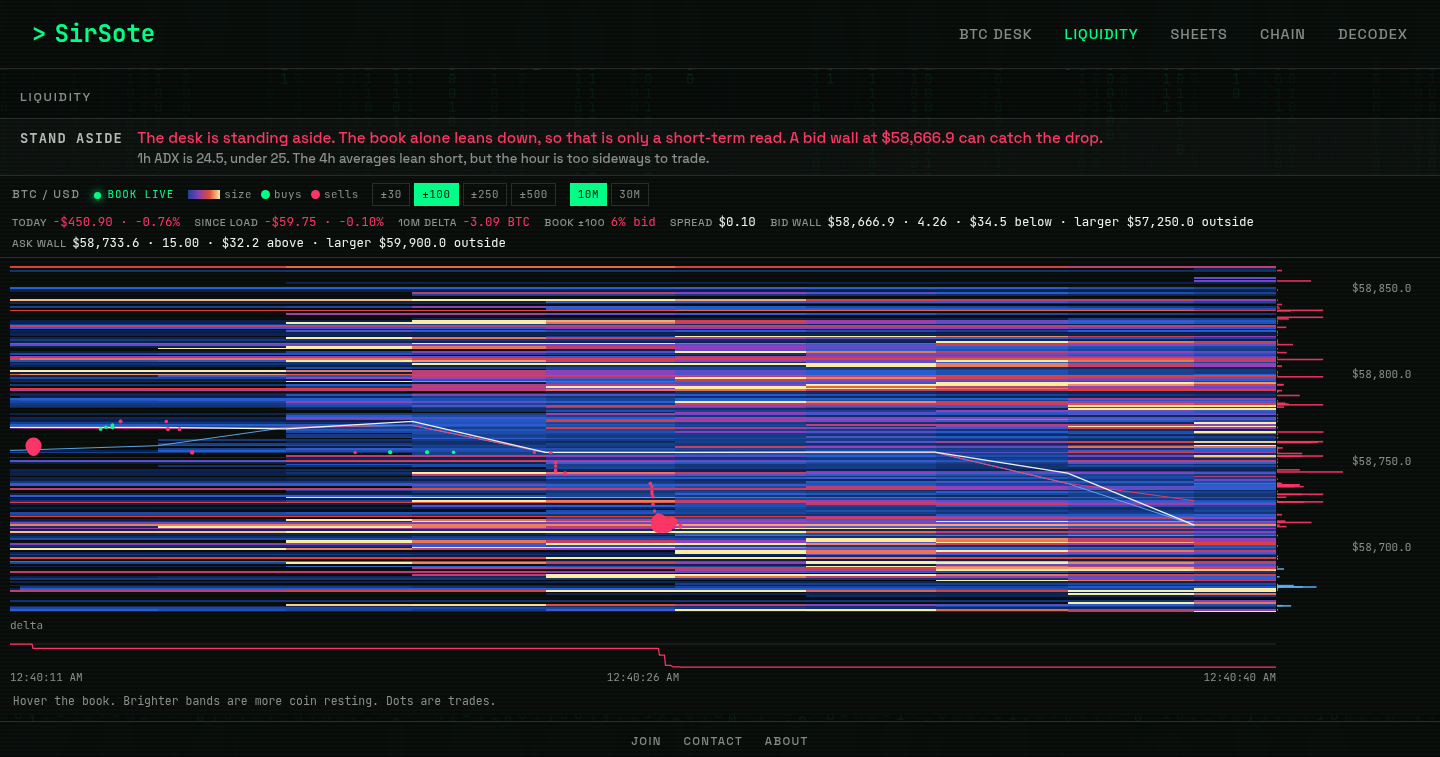 > SirSote
BTC DESK LIQUIDITY SHEETS CHAIN DECODEX
LIQUIDITY
STAND ASIDE The desk is standing aside. The book alone leans down, so that is only a short-term read. A bid wall at $58,666.9 can catch the drop.
1h ADX is 24.5, under 25. The 4h averages lean short, but the hour is too sideways to trade.
BTC / USD BOOK LIVE size buys sells ±30 ±100 ±250 ±500 10M 30M
TODAY -$450.90 · -0.76% SINCE LOAD -$59.75 · -0.10% 10M DELTA -3.09 BTC BOOK ±100 6% bid SPREAD $0.10 BID WALL $58,666.9 · 4.26 · $34.5 below · larger $57,250.0 outside
ASK WALL $58,733.6 · 15.00 · $32.2 above · larger $59,900.0 outside
$58,850.0
$58,800.0
$58,750.0
$58,700.0
delta
12:40:11 AM 12:40:26 AM 12:40:40 AM
Hover the book. Brighter bands are more coin resting. Dots are trades.
JOIN CONTACT ABOUT